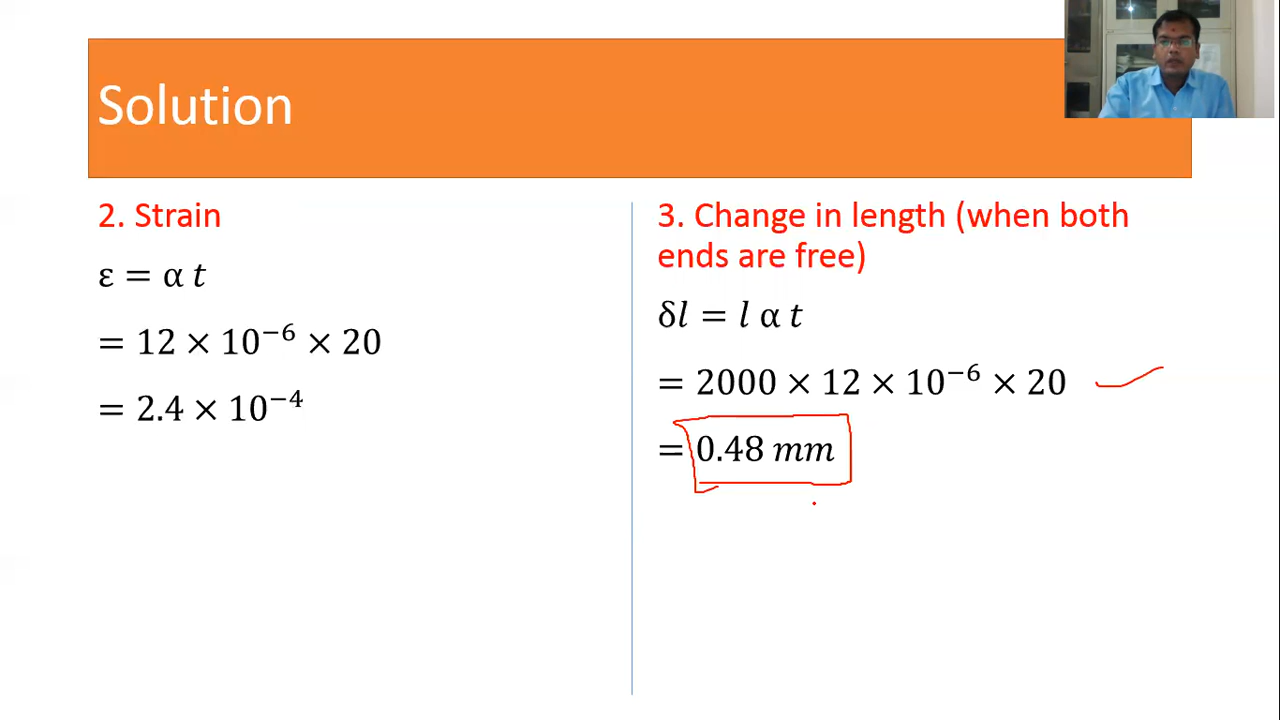 Solution
2. Strain
ε = α t
= 12 × 10⁻⁶ × 20
= 2.4 × 10⁻⁴
3. Change in length (when both
ends are free)
δl = l α t
= 2000 × 12 × 10⁻⁶ × 20
= 0.48 mm